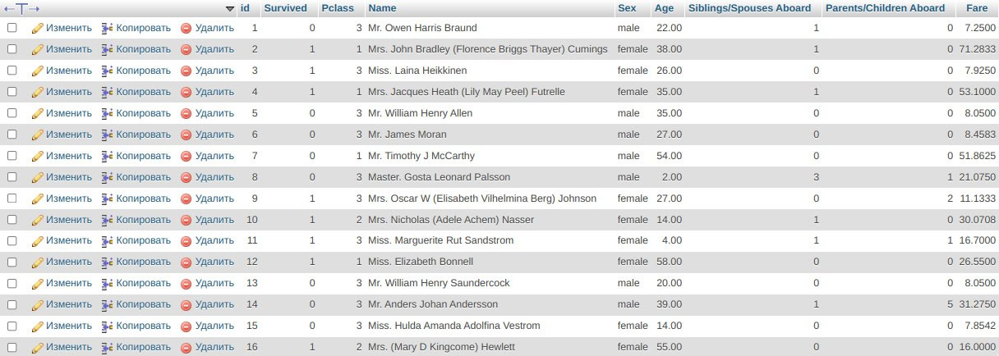 id Survived Pclass Name Sex Age Siblings/Spouses Aboard Parents/Children Aboard Fare
Изменить Копировать Удалить 1 0 3 Mr. Owen Harris Braund male 22.00 1 0 7.2500
Изменить Копировать Удалить 2 1 1 Mrs. John Bradley (Florence Briggs Thayer) Cumings female 38.00 1 0 71.2833
Изменить Копировать Удалить 3 1 3 Miss. Laina Heikkinen female 26.00 0 0 7.9250
Изменить Копировать Удалить 4 1 1 Mrs. Jacques Heath (Lily May Peel) Futrelle female 35.00 1 0 53.1000
Изменить Копировать Удалить 5 0 3 Mr. William Henry Allen male 35.00 0 0 8.0500
Изменить Копировать Удалить 6 0 3 Mr. James Moran male 27.00 0 0 8.4583
Изменить Копировать Удалить 7 0 1 Mr. Timothy J McCarthy male 54.00 0 0 51.8625
Изменить Копировать Удалить 8 0 3 Master. Gosta Leonard Palsson male 2.00 3 1 21.0750
Изменить Копировать Удалить 9 1 3 Mrs. Oscar W (Elisabeth Vilhelmina Berg) Johnson female 27.00 0 2 11.1333
Изменить Копировать Удалить 10 1 2 Mrs. Nicholas (Adele Achem) Nasser female 14.00 1 0 30.0708
Изменить Копировать Удалить 11 1 3 Miss. Marguerite Rut Sandstrom female 4.00 1 1 16.7000
Изменить Копировать Удалить 12 1 1 Miss. Elizabeth Bonnell female 58.00 0 0 26.5500
Изменить Копировать Удалить 13 0 3 Mr. William Henry Saundercock male 20.00 0 0 8.0500
Изменить Копировать Удалить 14 0 3 Mr. Anders Johan Andersson male 39.00 1 5 31.2750
Изменить Копировать Удалить 15 0 3 Miss. Hulda Amanda Adolfina Vestrom female 14.00 0 0 7.8542
Изменить Копировать Удалить 16 1 2 Mrs. (Mary D Kingcome) Hewlett female 55.00 0 0 16.0000